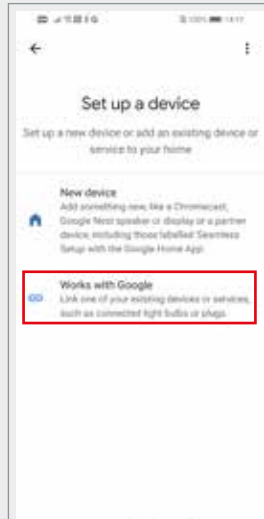 Set up a device
Set up a new device or add an existing device or
service to your home
New device
Add something new, like a Chromecast,
Google Nest speaker or display or a partner
device, including those labelled 'Seamless
Setup with the Google Home App'
Works with Google
Link one of your existing devices or services,
such as connected light bulbs or plugs